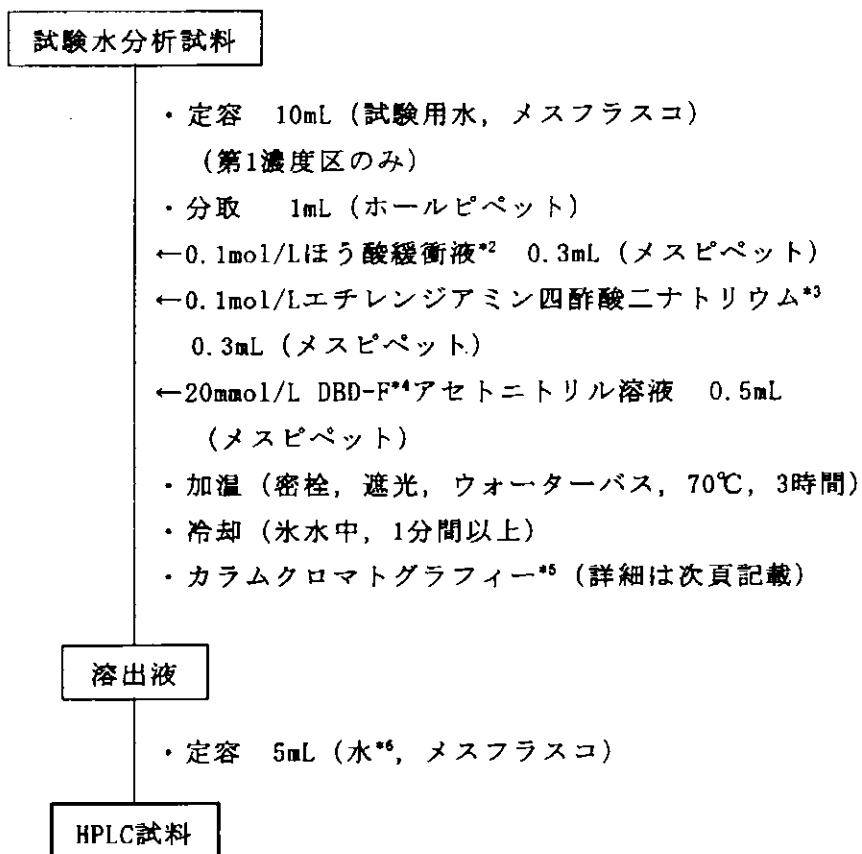 試験水分析試料
・定容 10mL (試験用水, メスフラスコ)
(第1濃度区のみ)
・分取 1mL (ホールピペット)
←0.1mol/Lほう酸緩衝液*2 0.3mL (メスピペット)
←0.1mol/Lエチレンジアミン四酢酸二ナトリウム*3
0.3mL (メスピペット)
←20mmol/L DBD-F*4アセトニトリル溶液 0.5mL
(メスピペット)
・加温 (密栓, 遮光, ウォーターバス, 70℃, 3時間)
・冷却 (氷水中, 1分間以上)
・カラムクロマトグラフィー*5 (詳細は次頁記載)
溶出液
・定容 5mL (水*6, メスフラスコ)
HPLC試料